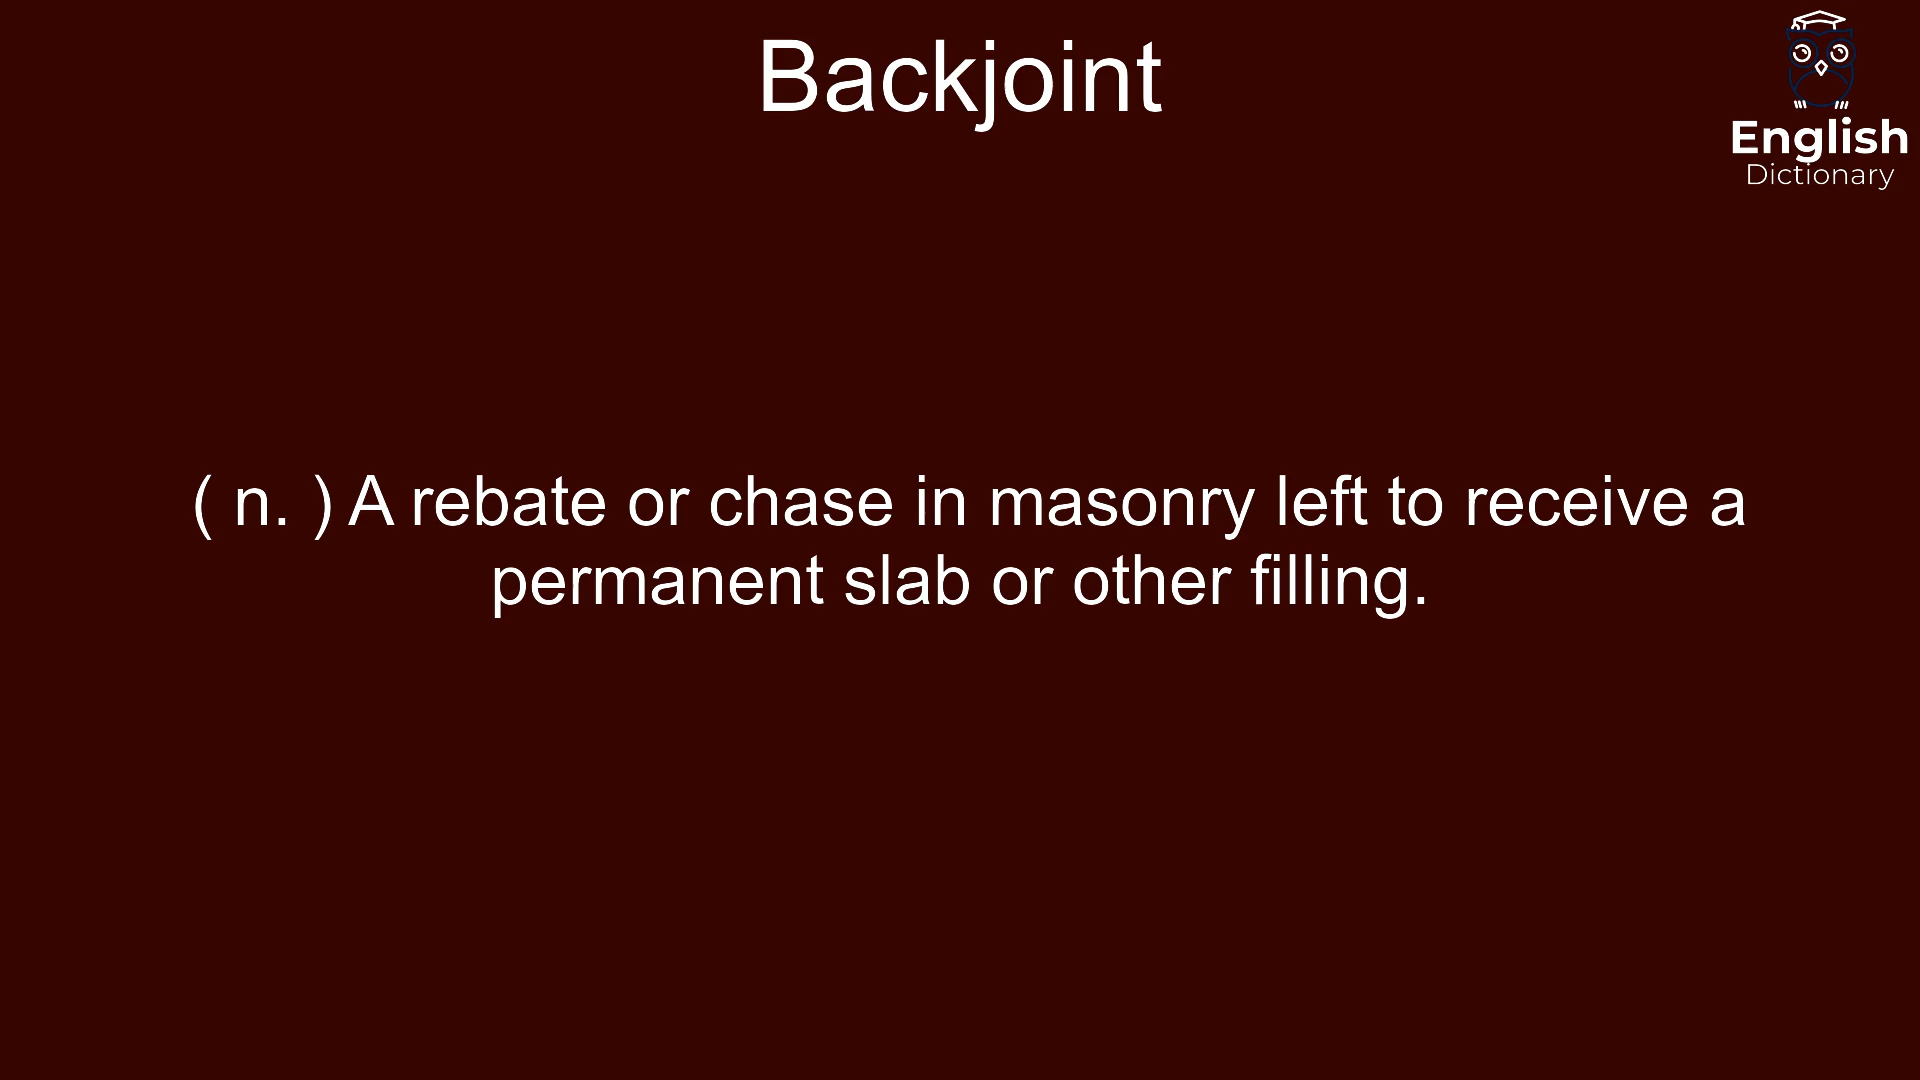 Backjoint
English
Dictionary
( n. ) A rebate or chase in masonry left to receive a
permanent slab or other filling.